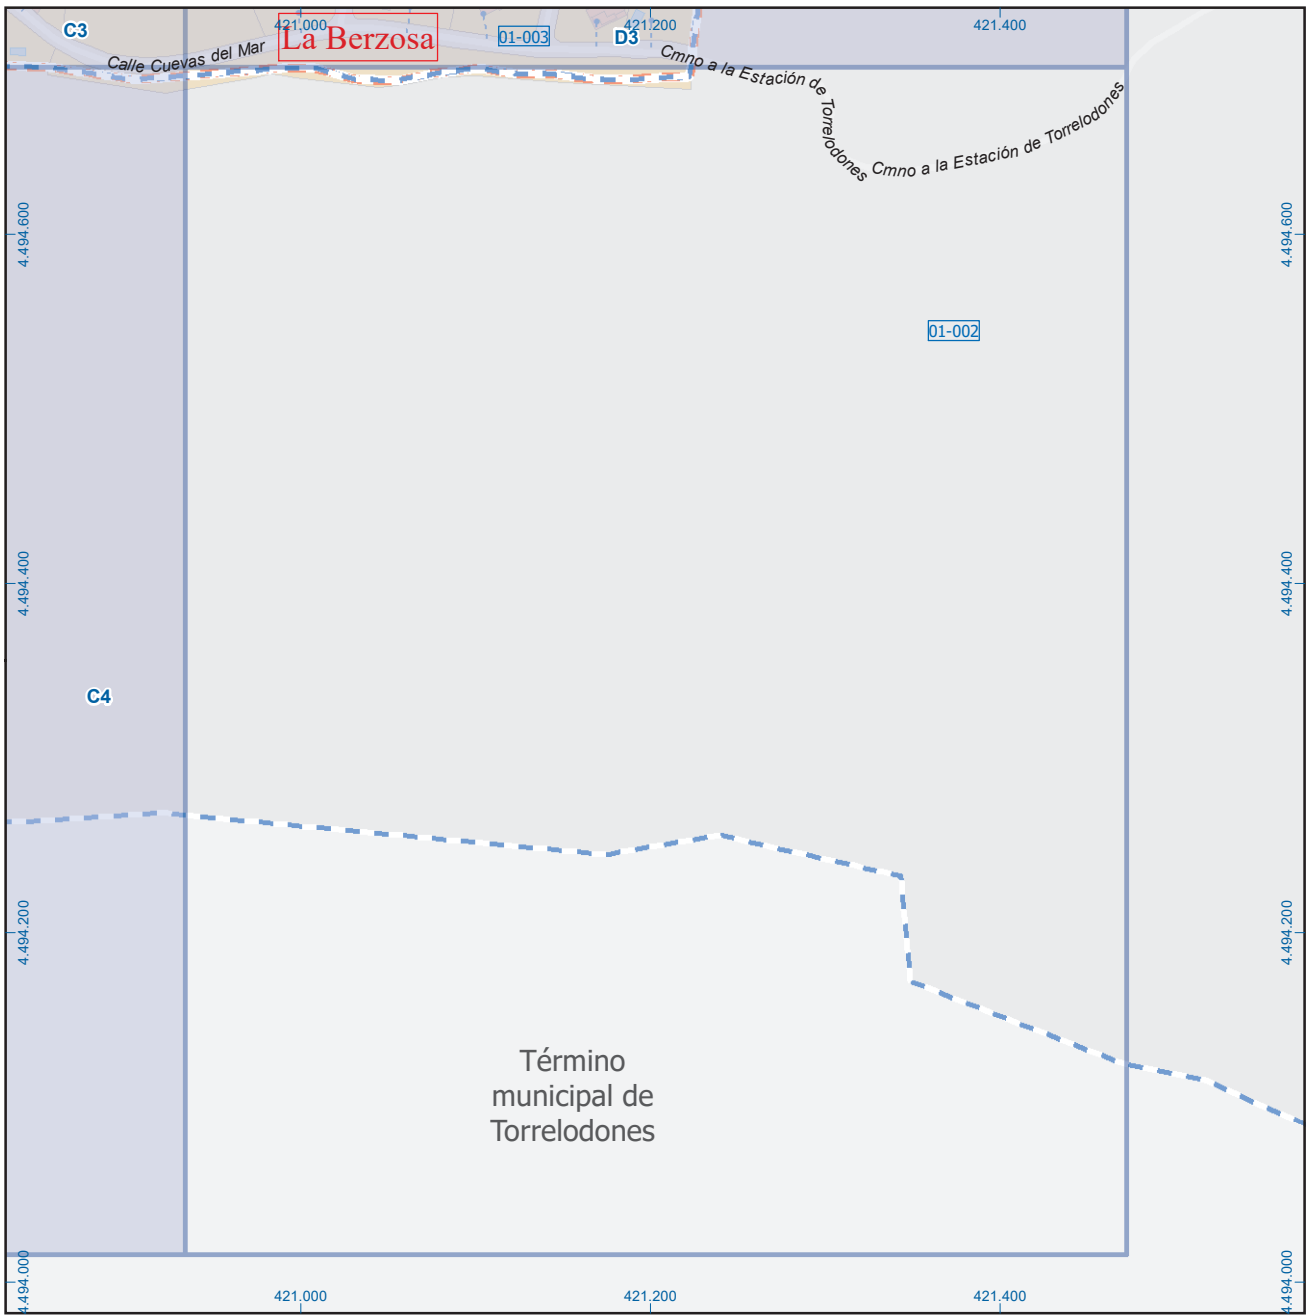 421.000
421.200
421.400
C3
La Berzosa
01-003
D3
Calle Cuevas del Mar
Cmno a la Estación de Torrelodones
Cmno a la Estación de Torrelodones
4.494.600
4.494.600
01-002
4.494.400
4.494.400
C4
4.494.200
4.494.200
Término
municipal de
Torrelodones
4.494.000
4.494.000
421.000
421.200
421.400